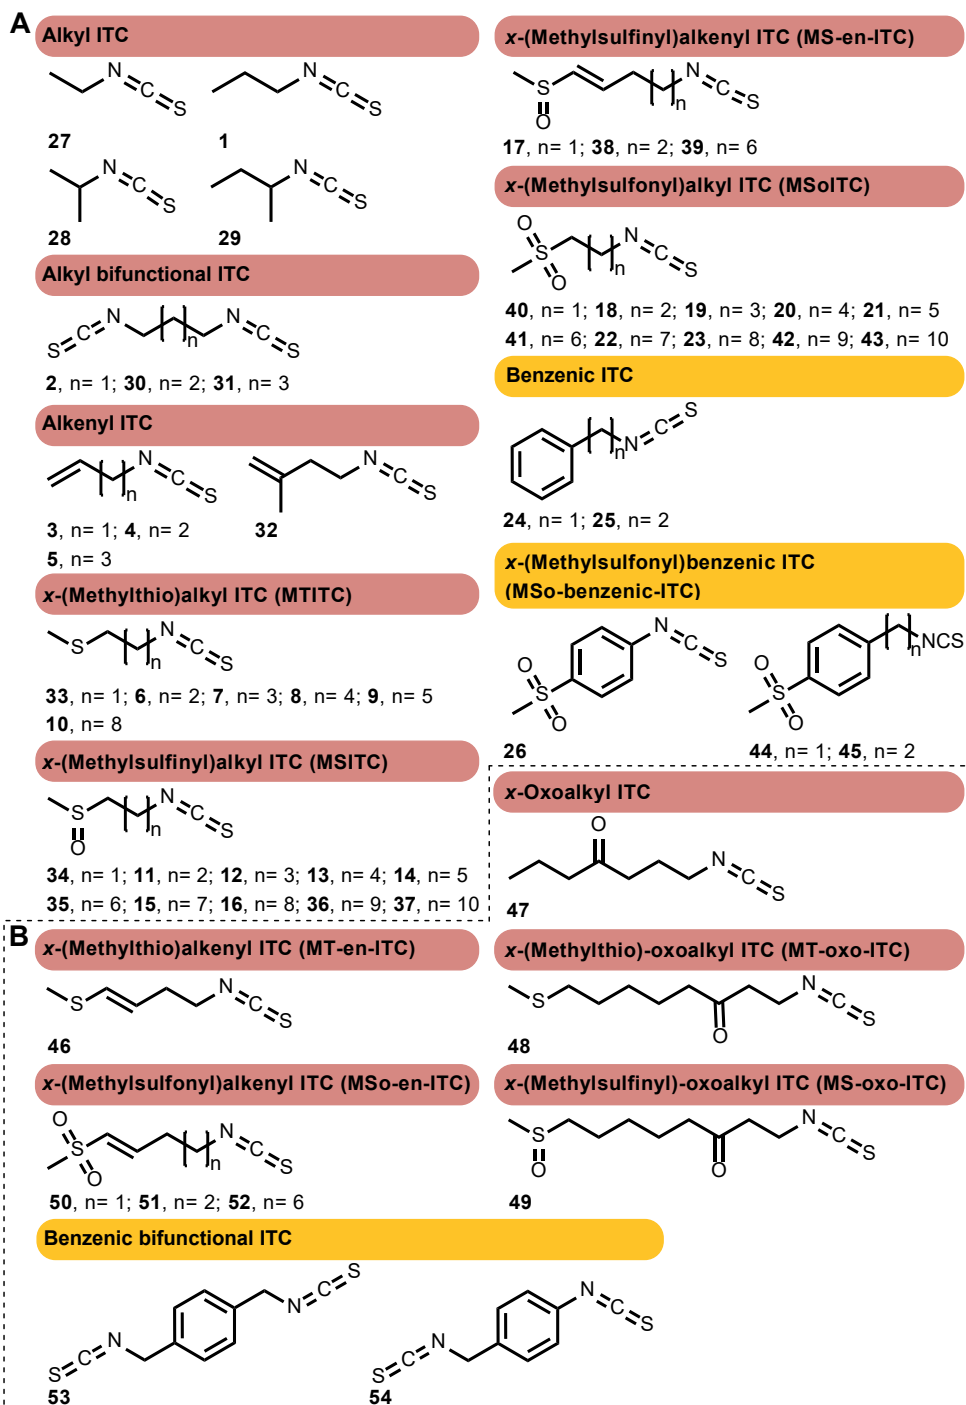 A
Alkyl ITC
N C S
N C S
27
1
N C S
N C S
28
29
Alkyl bifunctional ITC
S C N n N C S
2, n= 1; 30, n= 2; 31, n= 3
Alkenyl ITC
n N C S
N C S
3, n= 1; 4, n= 2
5, n= 3
32
x-(Methylthio)alkyl ITC (MTITC)
S n N C S
33, n= 1; 6, n= 2; 7, n= 3; 8, n= 4; 9, n= 5
10, n= 8
x-(Methylsulfinyl)alkyl ITC (MSITC)
S O n N C S
34, n= 1; 11, n= 2; 12, n= 3; 13, n= 4; 14, n= 5
35, n= 6; 15, n= 7; 16, n= 8; 36, n= 9; 37, n= 10
x-(Methylsulfinyl)alkenyl ITC (MS-en-ITC)
S O n N C S
17, n= 1; 38, n= 2; 39, n= 6
x-(Methylsulfonyl)alkyl ITC (MSoITC)
O S O n N C S
40, n= 1; 18, n= 2; 19, n= 3; 20, n= 4; 21, n= 5
41, n= 6; 22, n= 7; 23, n= 8; 42, n= 9; 43, n= 10
Benzenic ITC
n N C S
24, n= 1; 25, n= 2
x-(Methylsulfonyl)benzenic ITC
(MSo-benzenic-ITC)
O S O N C S
O S O n NCS
26
44, n= 1; 45, n= 2
x-Oxoalkyl ITC
O N C S
47
B
x-(Methylthio)alkenyl ITC (MT-en-ITC)
S N C S
46
x-(Methylthio)-oxoalkyl ITC (MT-oxo-ITC)
S O N C S
48
x-(Methylsulfonyl)alkenyl ITC (MSo-en-ITC)
O S O n N C S
50, n= 1; 51, n= 2; 52, n= 6
x-(Methylsulfinyl)-oxoalkyl ITC (MS-oxo-ITC)
S O O N C S
49
Benzenic bifunctional ITC
S C N N C S
53
S C N N C S
54